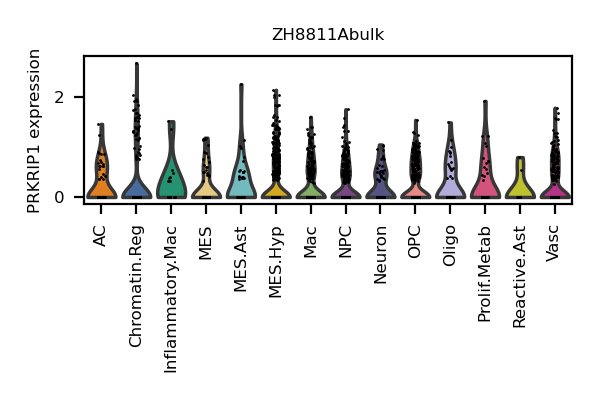 ZH8811Abulk
PRKRIP1 expression
2
0
AC
Chromatin.Reg
Inflammatory.Mac
MES
MES.Ast
MES.Hyp
Mac
NPC
Neuron
OPC
Oligo
Prolif.Metab
Reactive.Ast
Vasc